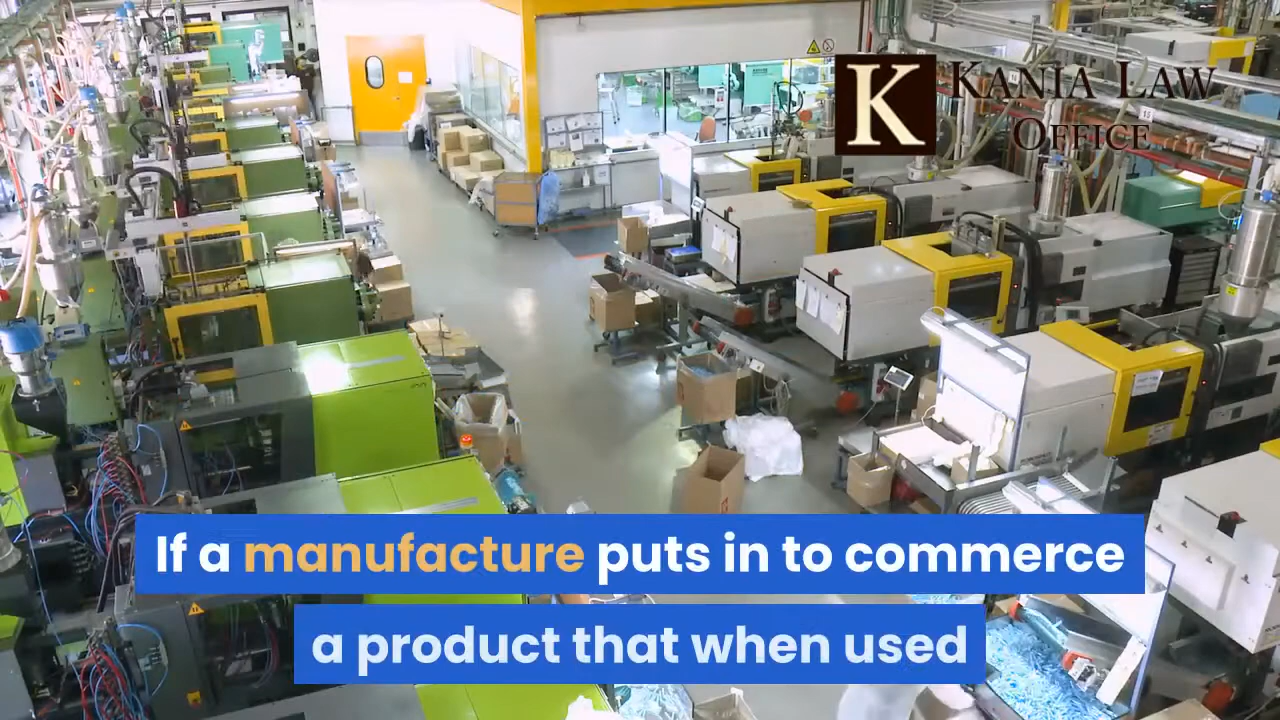 K
KANIA LAW
OFFICE
If a manufacture puts in to commerce
a product that when used